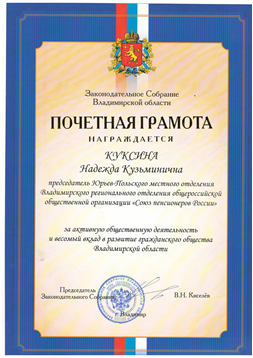 Законодательное Собрание
Владимирской области
ПОЧЕТНАЯ ГРАМОТА
НАГРАЖДАЕТСЯ
КУКСИНА
Надежда Кузьминична
председатель Юрьев-Польского местного отделения
Владимирского регионального отделения общероссийской
общественной организации «Союз пенсионеров России»
за активную общественную деятельность
и весомый вклад в развитие гражданского общества
Владимирской области
Председатель
Законодательного Собрания
В.Н. Киселёв
г. Владимир